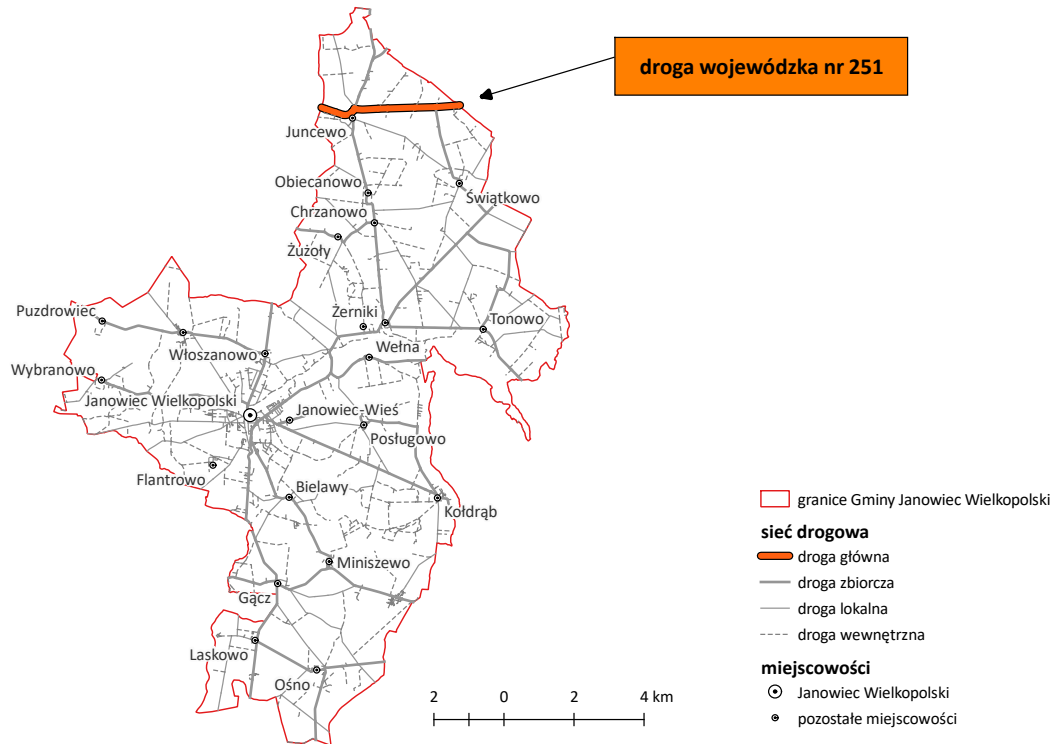 droga wojewódzka nr 251
Juncewo
Obiecanowo
Świątkowo
Chrzanowo
Żużoły
Żerniki
Tonowo
Puzdrowiec
Wełna
Włoszanowo
Wybranowo
Janowiec Wielkopolski
Janowiec-Wieś
Posługowo
Flantrowo
Bielawy
Kołdrąb
Miniszewo
Gącz
Laskowo
Ośno
granice Gminy Janowiec Wielkopolski
sieć drogowa
droga główna
droga zbiorcza
droga lokalna
droga wewnętrzna
miejscowości
Janowiec Wielkopolski
pozostałe miejscowości
2 0 2 4 km